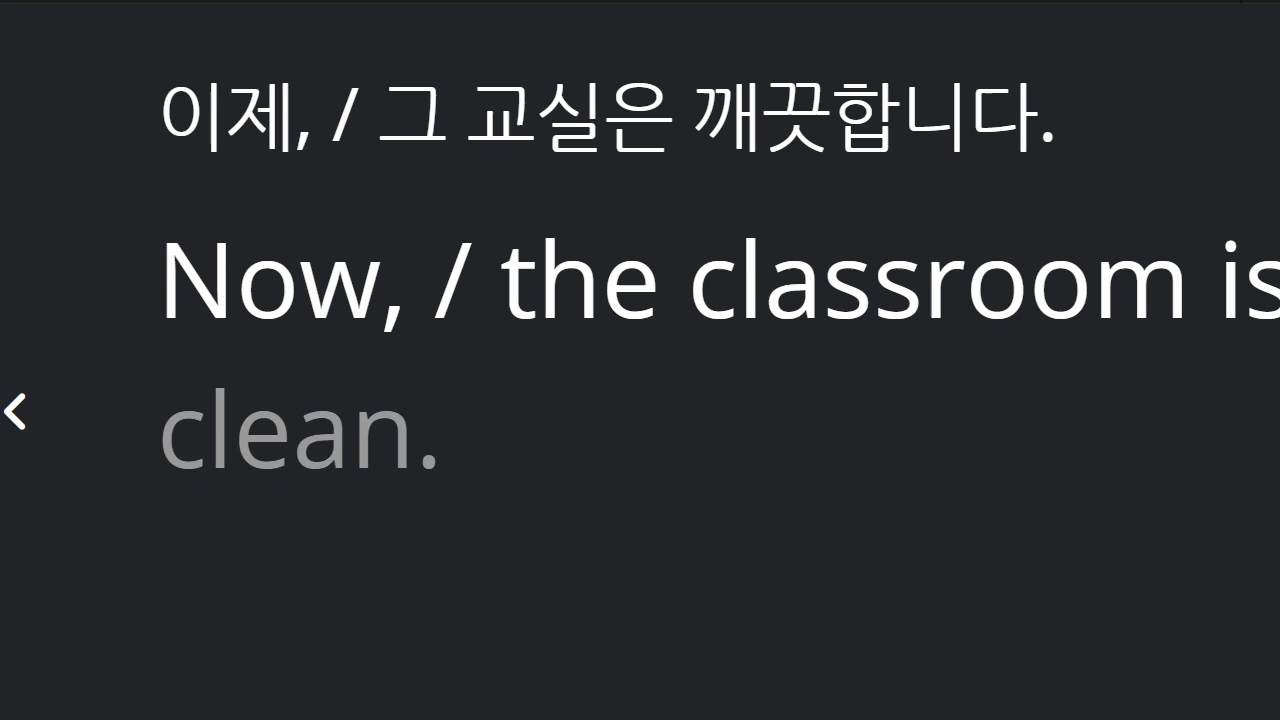 이제, / 그 교실은 깨끗합니다.
Now, / the classroom is
clean.